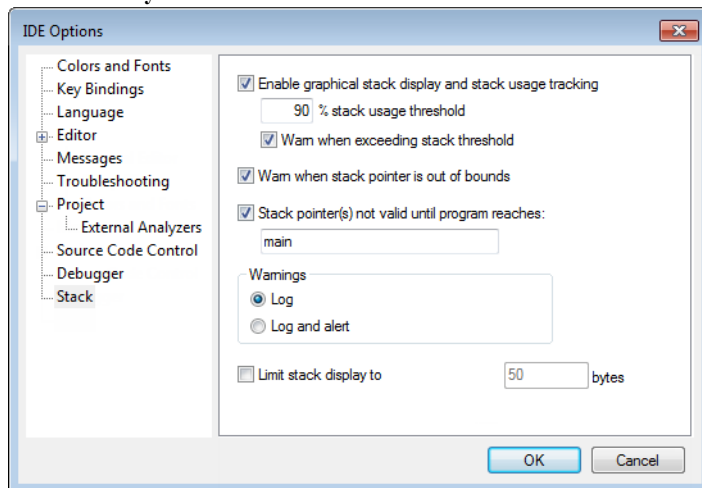 IDE Options
Colors and Fonts
Key Bindings
Language
Editor
Messages
Troubleshooting
Project
External Analyzers
Source Code Control
Debugger
Stack
Enable graphical stack display and stack usage tracking
90 % stack usage threshold
Warn when exceeding stack threshold
Warn when stack pointer is out of bounds
Stack pointer(s) not valid until program reaches:
main
Warnings
Log
Log and alert
Limit stack display to 50 bytes
OK Cancel